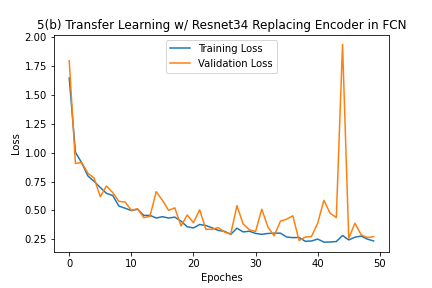 5(b) Transfer Learning w/ Resnet34 Replacing Encoder in FCN
Training Loss
Validation Loss
2.00
1.75
1.50
1.25
1.00
0.75
0.50
0.25
Loss
0 10 20 30 40 50
Epoches